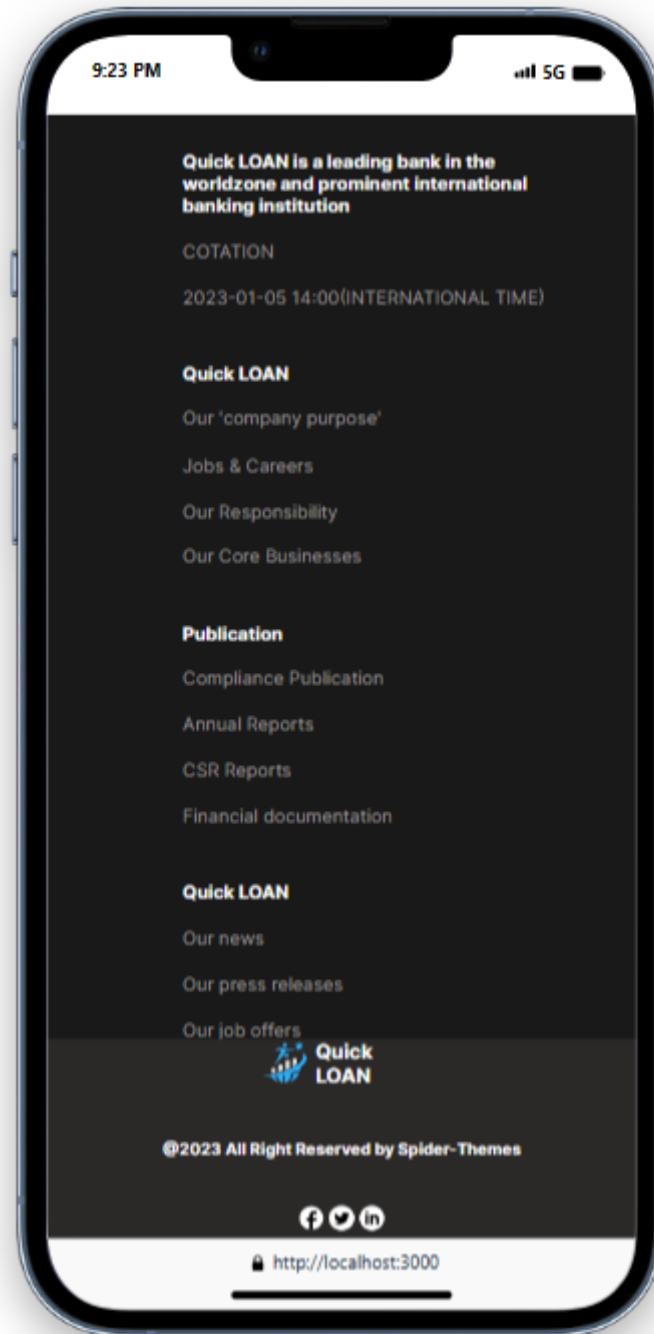 9:23 PM
5G
Quick LOAN is a leading bank in the
worldzone and prominent international
banking institution
COTATION
2023-01-05 14:00(INTERNATIONAL TIME)
Quick LOAN
Our 'company purpose'
Jobs & Careers
Our Responsibility
Our Core Businesses
Publication
Compliance Publication
Annual Reports
CSR Reports
Financial documentation
Quick LOAN
Our news
Our press releases
Our job offers
Quick
LOAN
@2023 All Right Reserved by Spider-Themes
http://localhost:3000